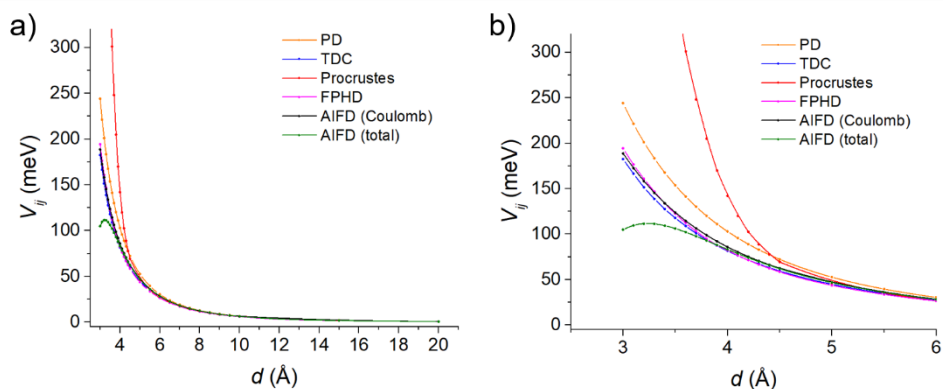 a)
300
250
200
150
100
50
0
V_ij (meV)
4 6 8 10 12 14 16 18 20
d (Å)
PD
TDC
Procrustes
FPHD
AIFD (Coulomb)
AIFD (total)
b)
300
250
200
150
100
50
0
V_ij (meV)
3 4 5 6
d (Å)
PD
TDC
Procrustes
FPHD
AIFD (Coulomb)
AIFD (total)